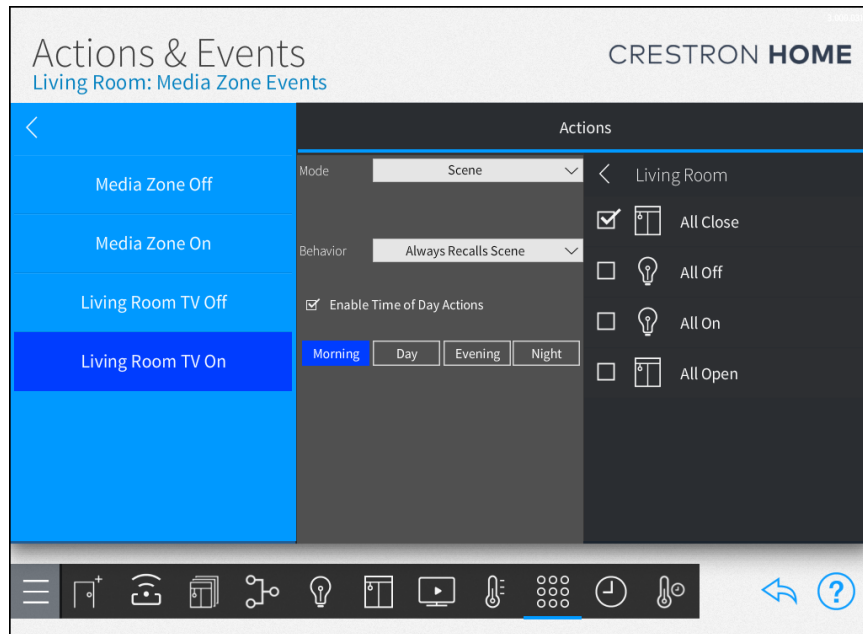 Actions & Events
CRESTRON HOME
Living Room: Media Zone Events
Actions
Media Zone Off
Media Zone On
Living Room TV Off
Living Room TV On
Mode
Scene
Behavior
Always Recalls Scene
Enable Time of Day Actions
Morning
Day
Evening
Night
Living Room
All Close
All Off
All On
All Open
?